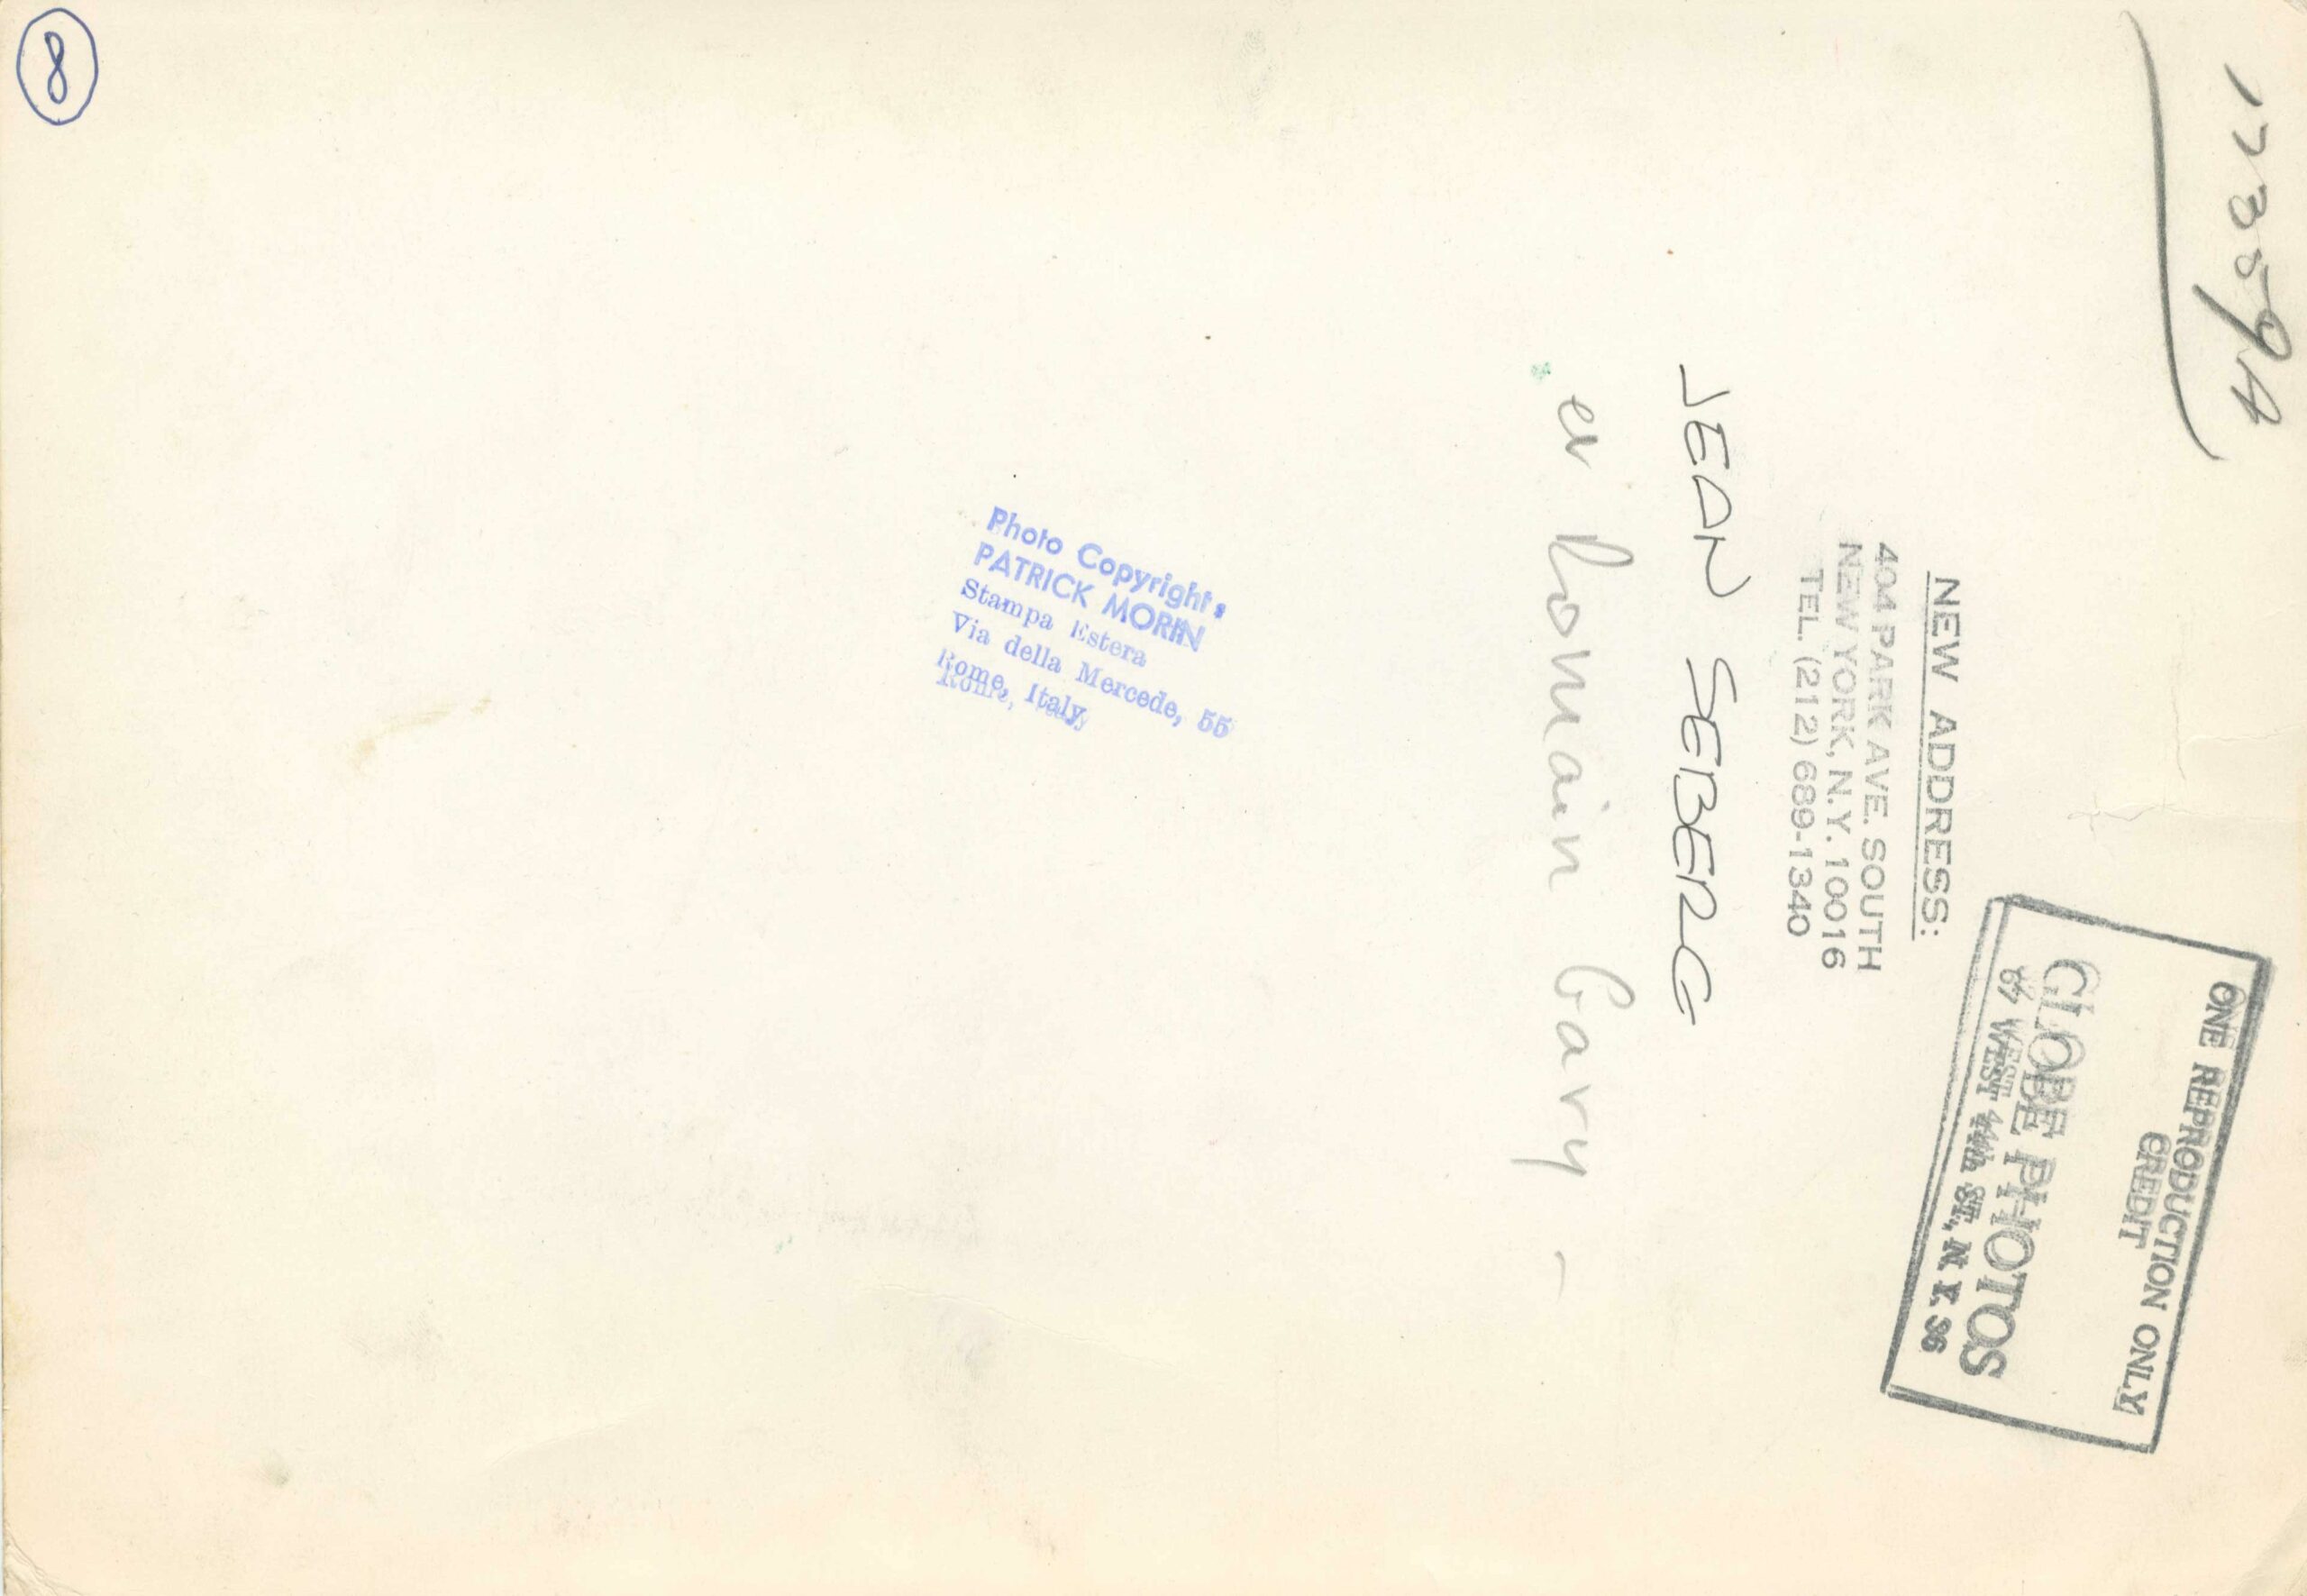 8
Photo Copyright:
PATRICK MORIN
Stampa Estera
Via della Mercede, 55
Rome, Italy
ONE REPRODUCTION ONLY
CREDIT
GLOBE PHOTOS
67 WEST 44th ST., N. Y. 36
NEW ADDRESS:
404 PARK AVE. SOUTH
NEW YORK, N.Y. 10016
TEL. (212) 689-1340
JEAN SEBERG
Romain Gary -